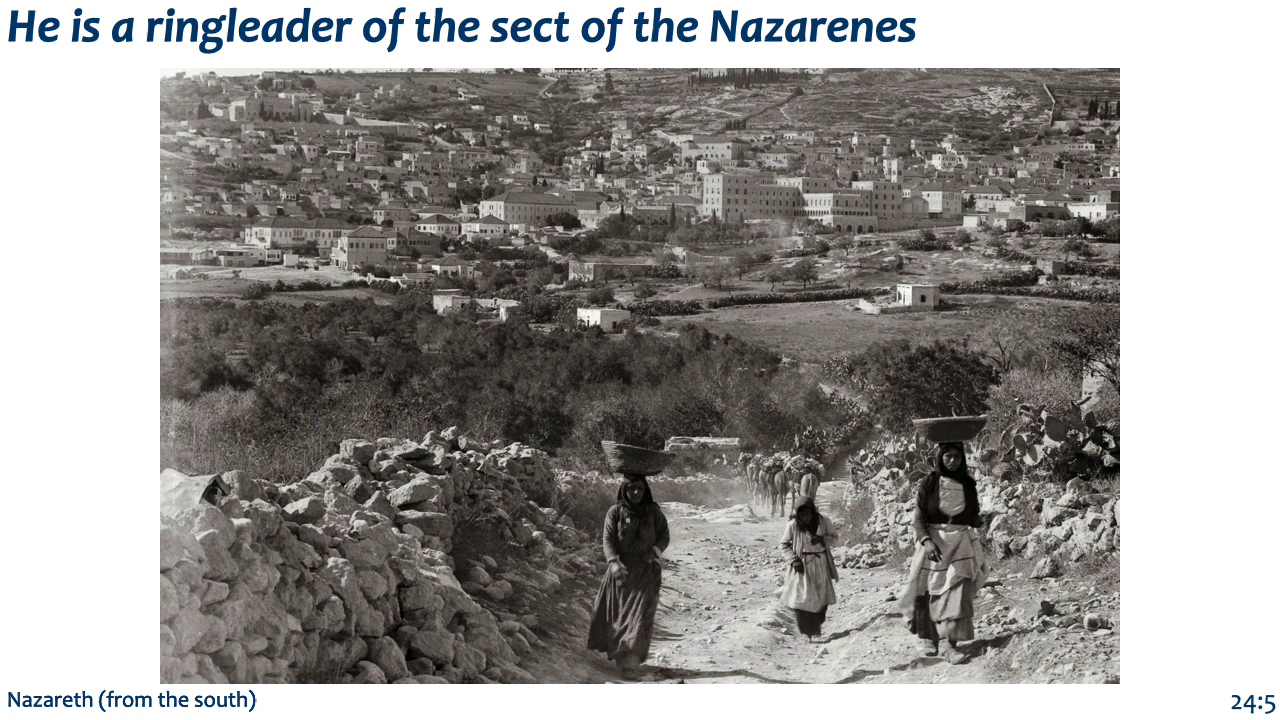 He is a ringleader of the sect of the Nazarenes
Nazareth (from the south)
24:5